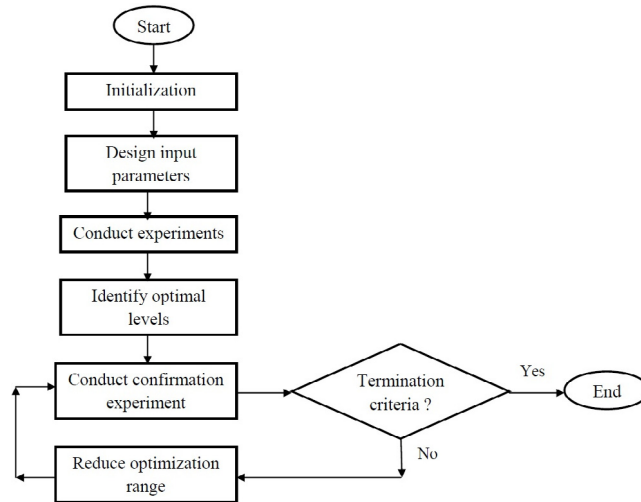 Start
Initialization
Design input
parameters
Conduct experiments
Identify optimal
levels
Conduct confirmation
experiment
Termination
criteria ?
Yes
End
No
Reduce optimization
range